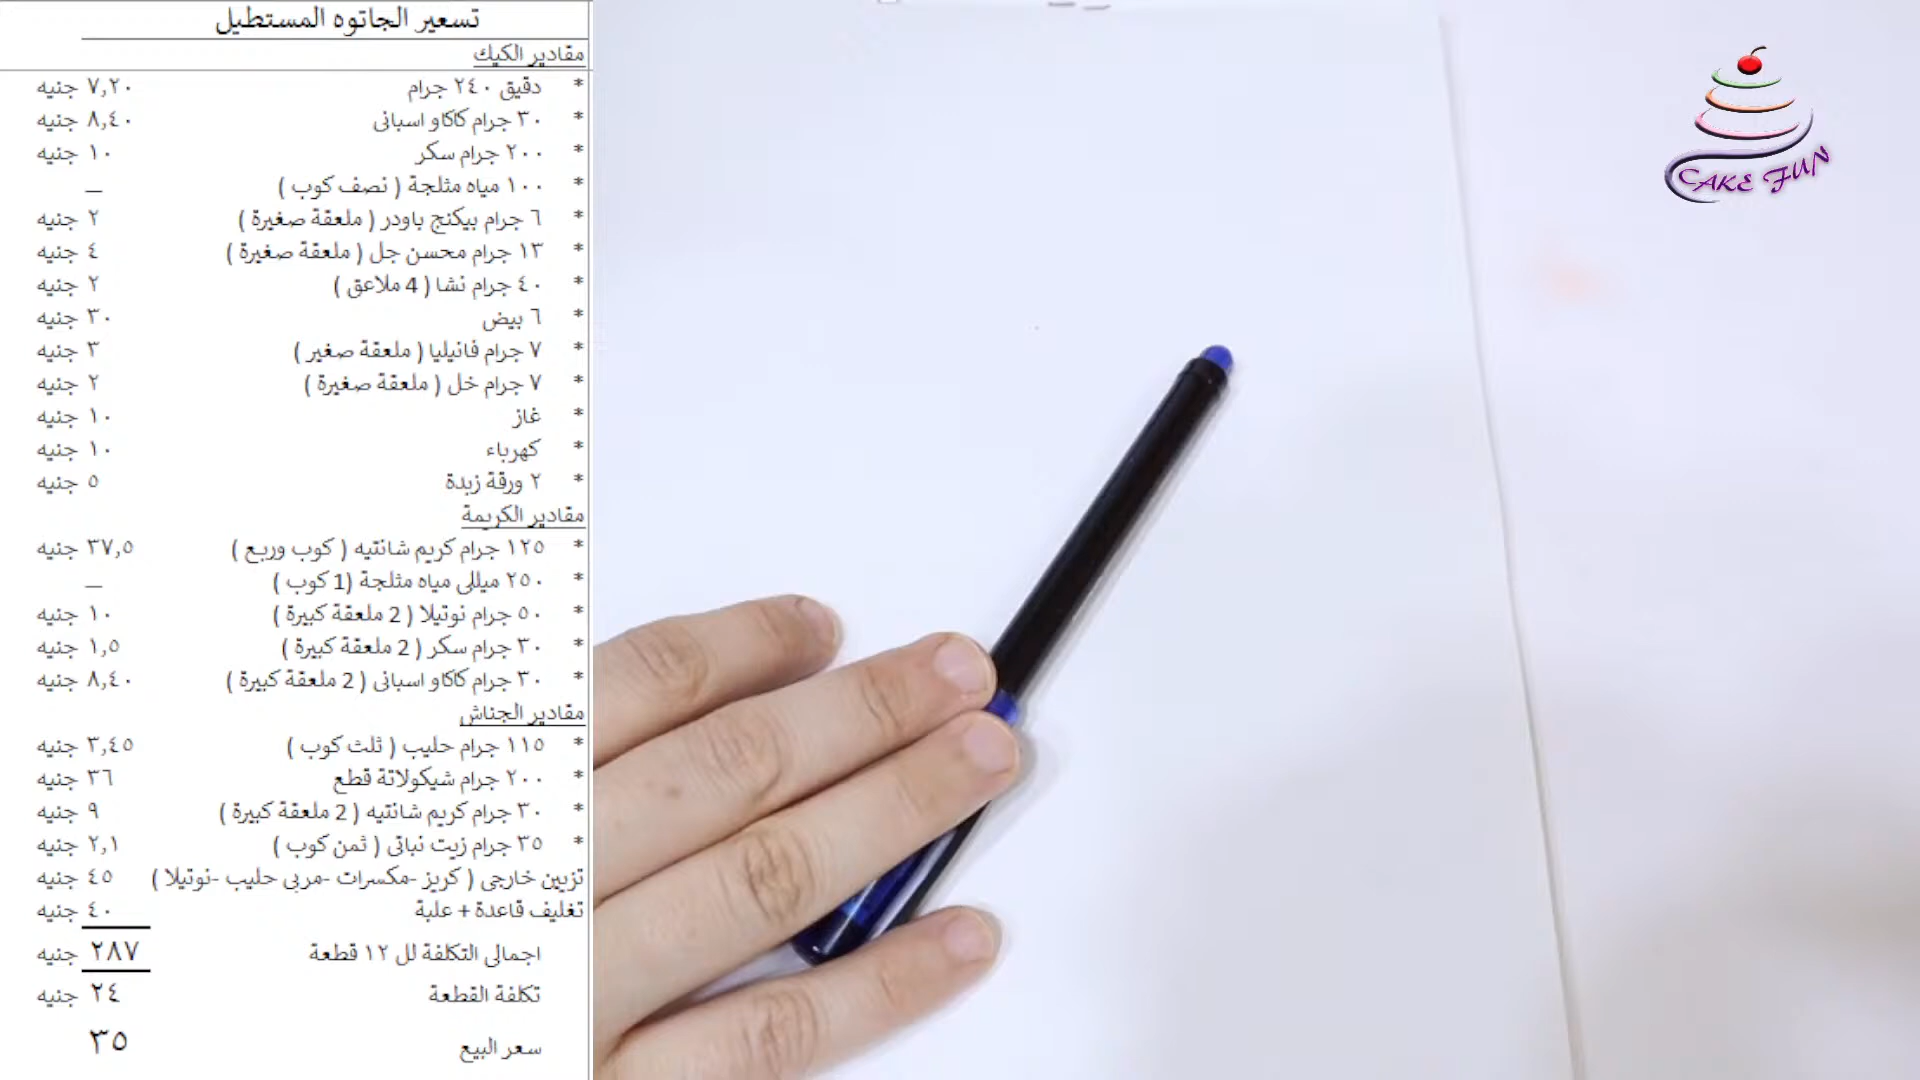 تسعير الجاتوه المستطيل
مقادير الكيك
* دقيق ٢٤٠ جرام ٧,٢٠ جنيه
* ٣٠ جرام كاكاو اسبانى ٨,٤٠ جنيه
* ٢٠٠ جرام سكر ١٠ جنيه
* ١٠٠ مياه مثلجة ( نصف كوب ) —
* ٦ جرام بيكنج باودر ( ملعقة صغيرة ) ٢ جنيه
* ١٣ جرام محسن جل ( ملعقة صغيرة ) ٤ جنيه
* ٤٠ جرام نشا ( 4 ملاعق ) ٢ جنيه
* ٦ بيض ٣٠ جنيه
* ٧ جرام فانيليا ( ملعقة صغير ) ٣ جنيه
* ٧ جرام خل ( ملعقة صغيرة ) ٢ جنيه
* غاز ١٠ جنيه
* كهرباء ١٠ جنيه
* ٢ ورقة زبدة ٥ جنيه
مقادير الكريمة
* ١٢٥ جرام كريم شانتيه ( كوب وربع ) ٣٧,٥ جنيه
* ٢٥٠ ميللى مياه مثلجة (1 كوب ) —
* ٥٠ جرام نوتيلا ( 2 ملعقة كبيرة ) ١٠ جنيه
* ٣٠ جرام سكر ( 2 ملعقة كبيرة ) ١,٥ جنيه
* ٣٠ جرام كاكاو اسبانى ( 2 ملعقة كبيرة ) ٨,٤٠ جنيه
مقادير الجناش
* ١١٥ جرام حليب ( ثلث كوب ) ٣,٤٥ جنيه
* ٢٠٠ جرام شيكولاتة قطع ٣٦ جنيه
* ٣٠ جرام كريم شانتيه ( 2 ملعقة كبيرة ) ٩ جنيه
* ٣٥ جرام زيت نباتى ( ثمن كوب ) ٢,١ جنيه
تزيين خارجى ( كريز -مكسرات -مربى حليب -نوتيلا ) ٤٥ جنيه
تغليف قاعدة + علبة ٤٠ جنيه
اجمالى التكلفة لل ١٢ قطعة ٢٨٧ جنيه
تكلفة القطعة ٢٤ جنيه
سعر البيع ٣٥
CAKE FUN